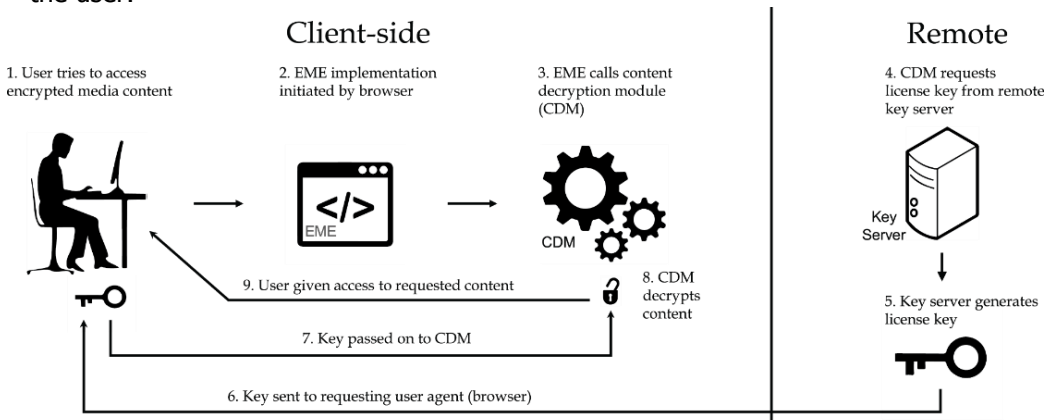 the user.
Client-side
Remote
1. User tries to access
encrypted media content
2. EME implementation
initiated by browser
3. EME calls content
decryption module
(CDM)
4. CDM requests
license key from remote
key server
</>
EME
CDM
Key
Server
9. User given access to requested content
8. CDM
decrypts
content
5. Key server generates
license key
7. Key passed on to CDM
6. Key sent to requesting user agent (browser)